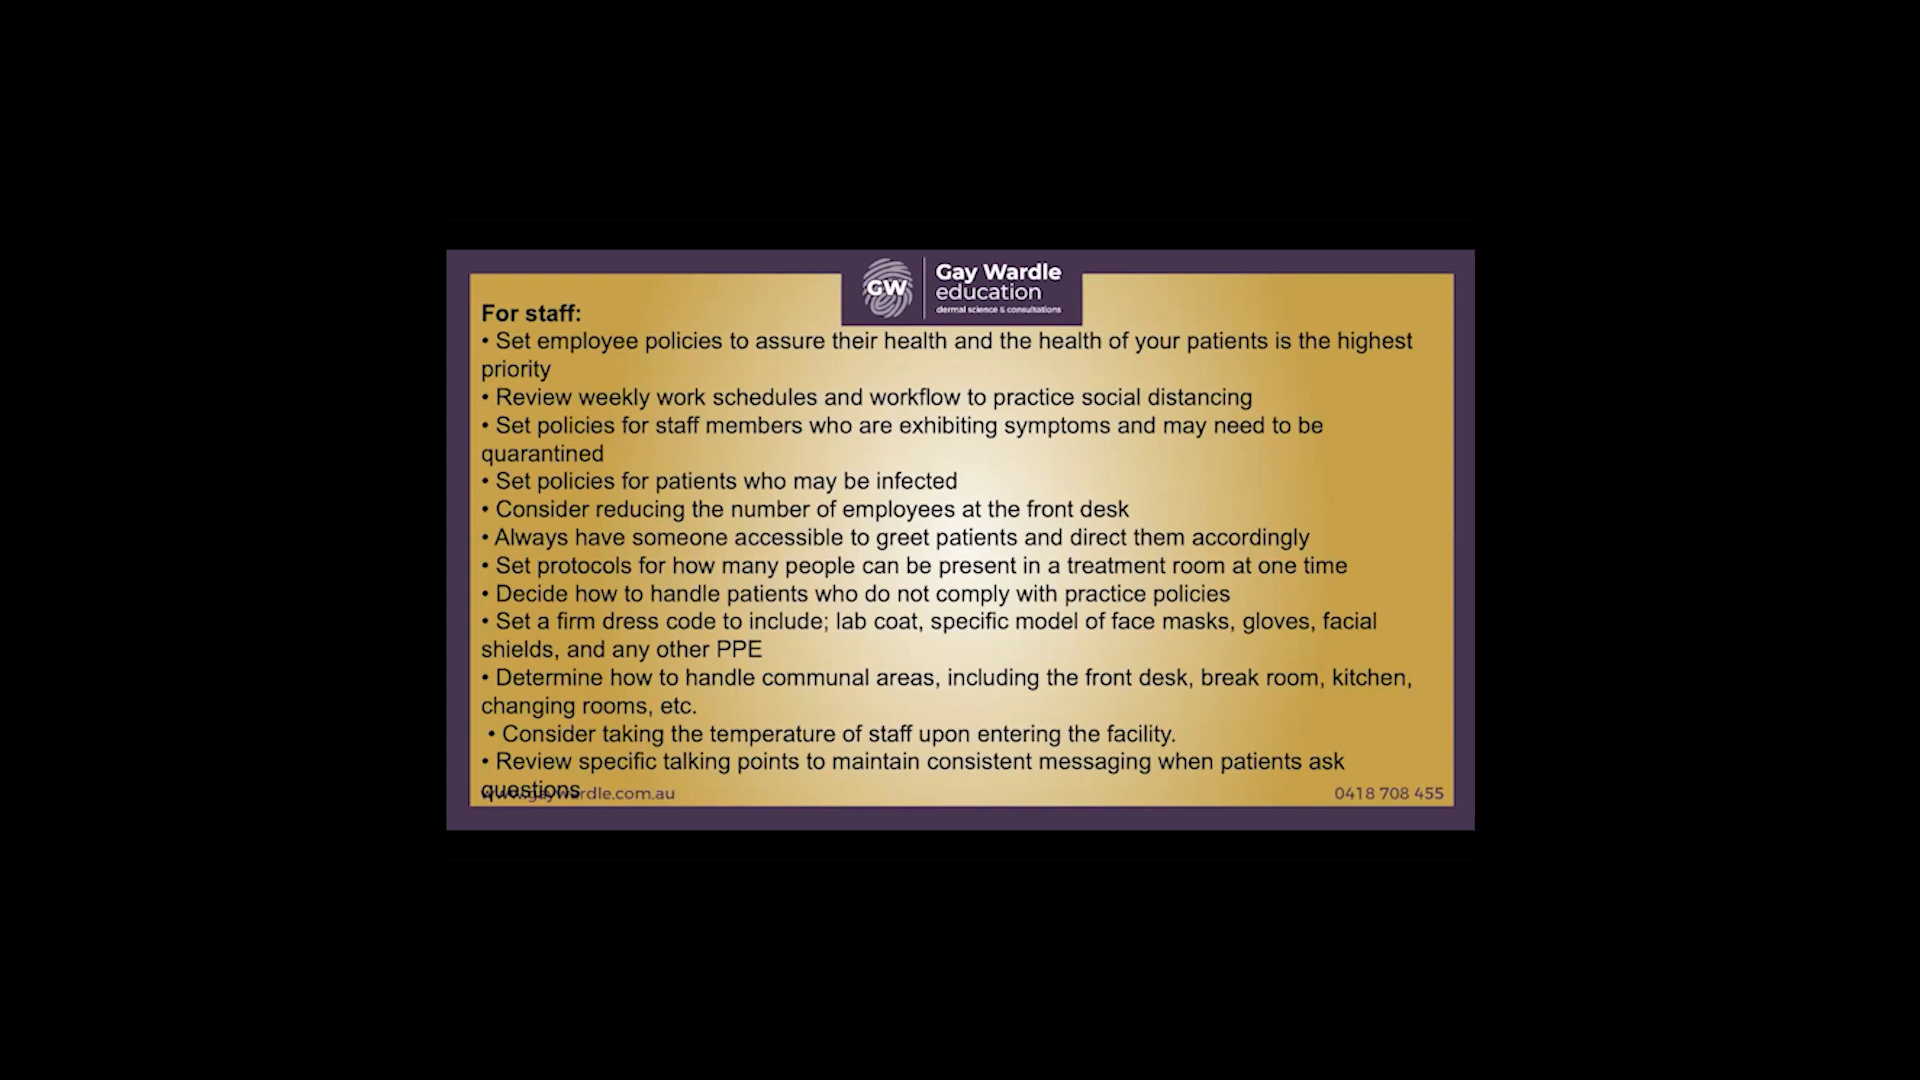 GW
Gay Wardle
education
dermal science & consultations
For staff:
• Set employee policies to assure their health and the health of your patients is the highest
priority
• Review weekly work schedules and workflow to practice social distancing
• Set policies for staff members who are exhibiting symptoms and may need to be
quarantined
• Set policies for patients who may be infected
• Consider reducing the number of employees at the front desk
• Always have someone accessible to greet patients and direct them accordingly
• Set protocols for how many people can be present in a treatment room at one time
• Decide how to handle patients who do not comply with practice policies
• Set a firm dress code to include; lab coat, specific model of face masks, gloves, facial
shields, and any other PPE
• Determine how to handle communal areas, including the front desk, break room, kitchen,
changing rooms, etc.
• Consider taking the temperature of staff upon entering the facility.
• Review specific talking points to maintain consistent messaging when patients ask
questions
www.gaywardle.com.au
0418 708 455